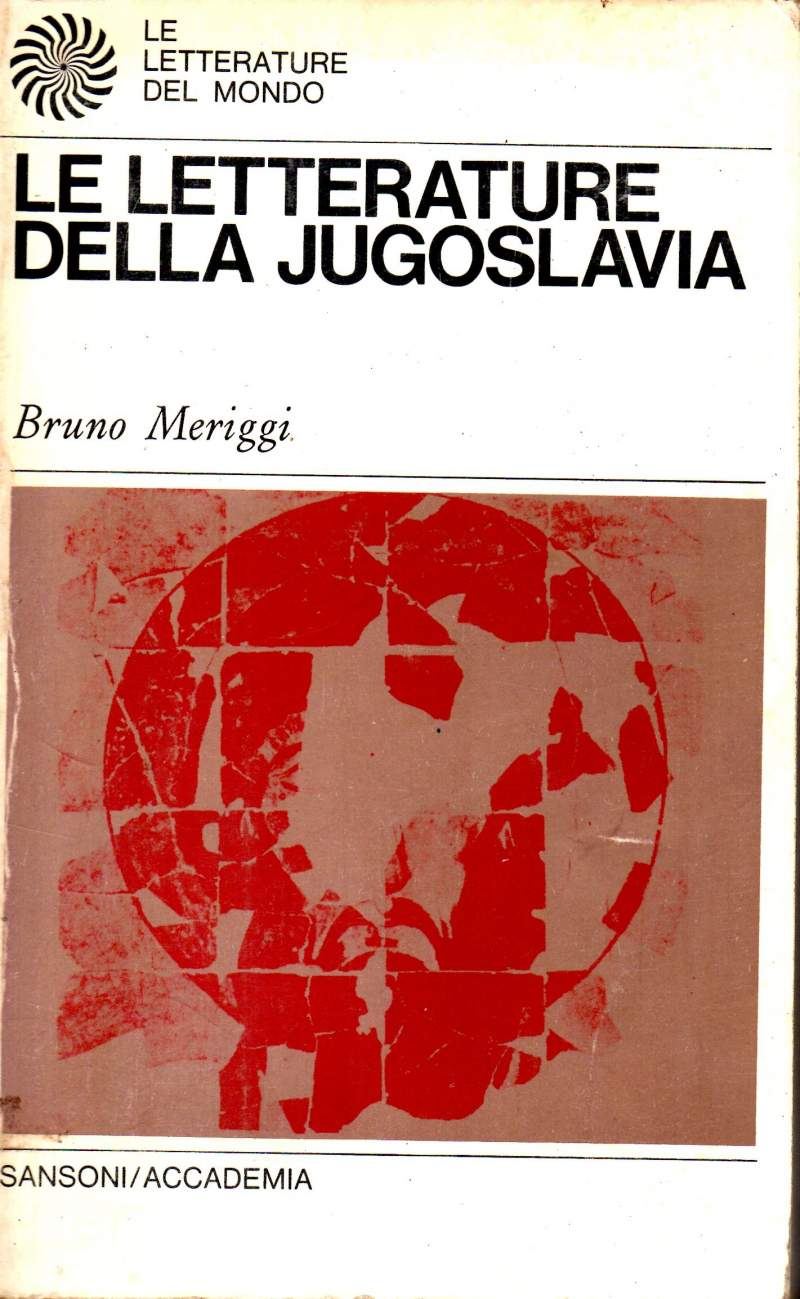 LE
LETTERATURE
DEL MONDO
LE LETTERATURE
DELLA JUGOSLAVIA
Bruno Meriggi
SANSONI/ACCADEMIA